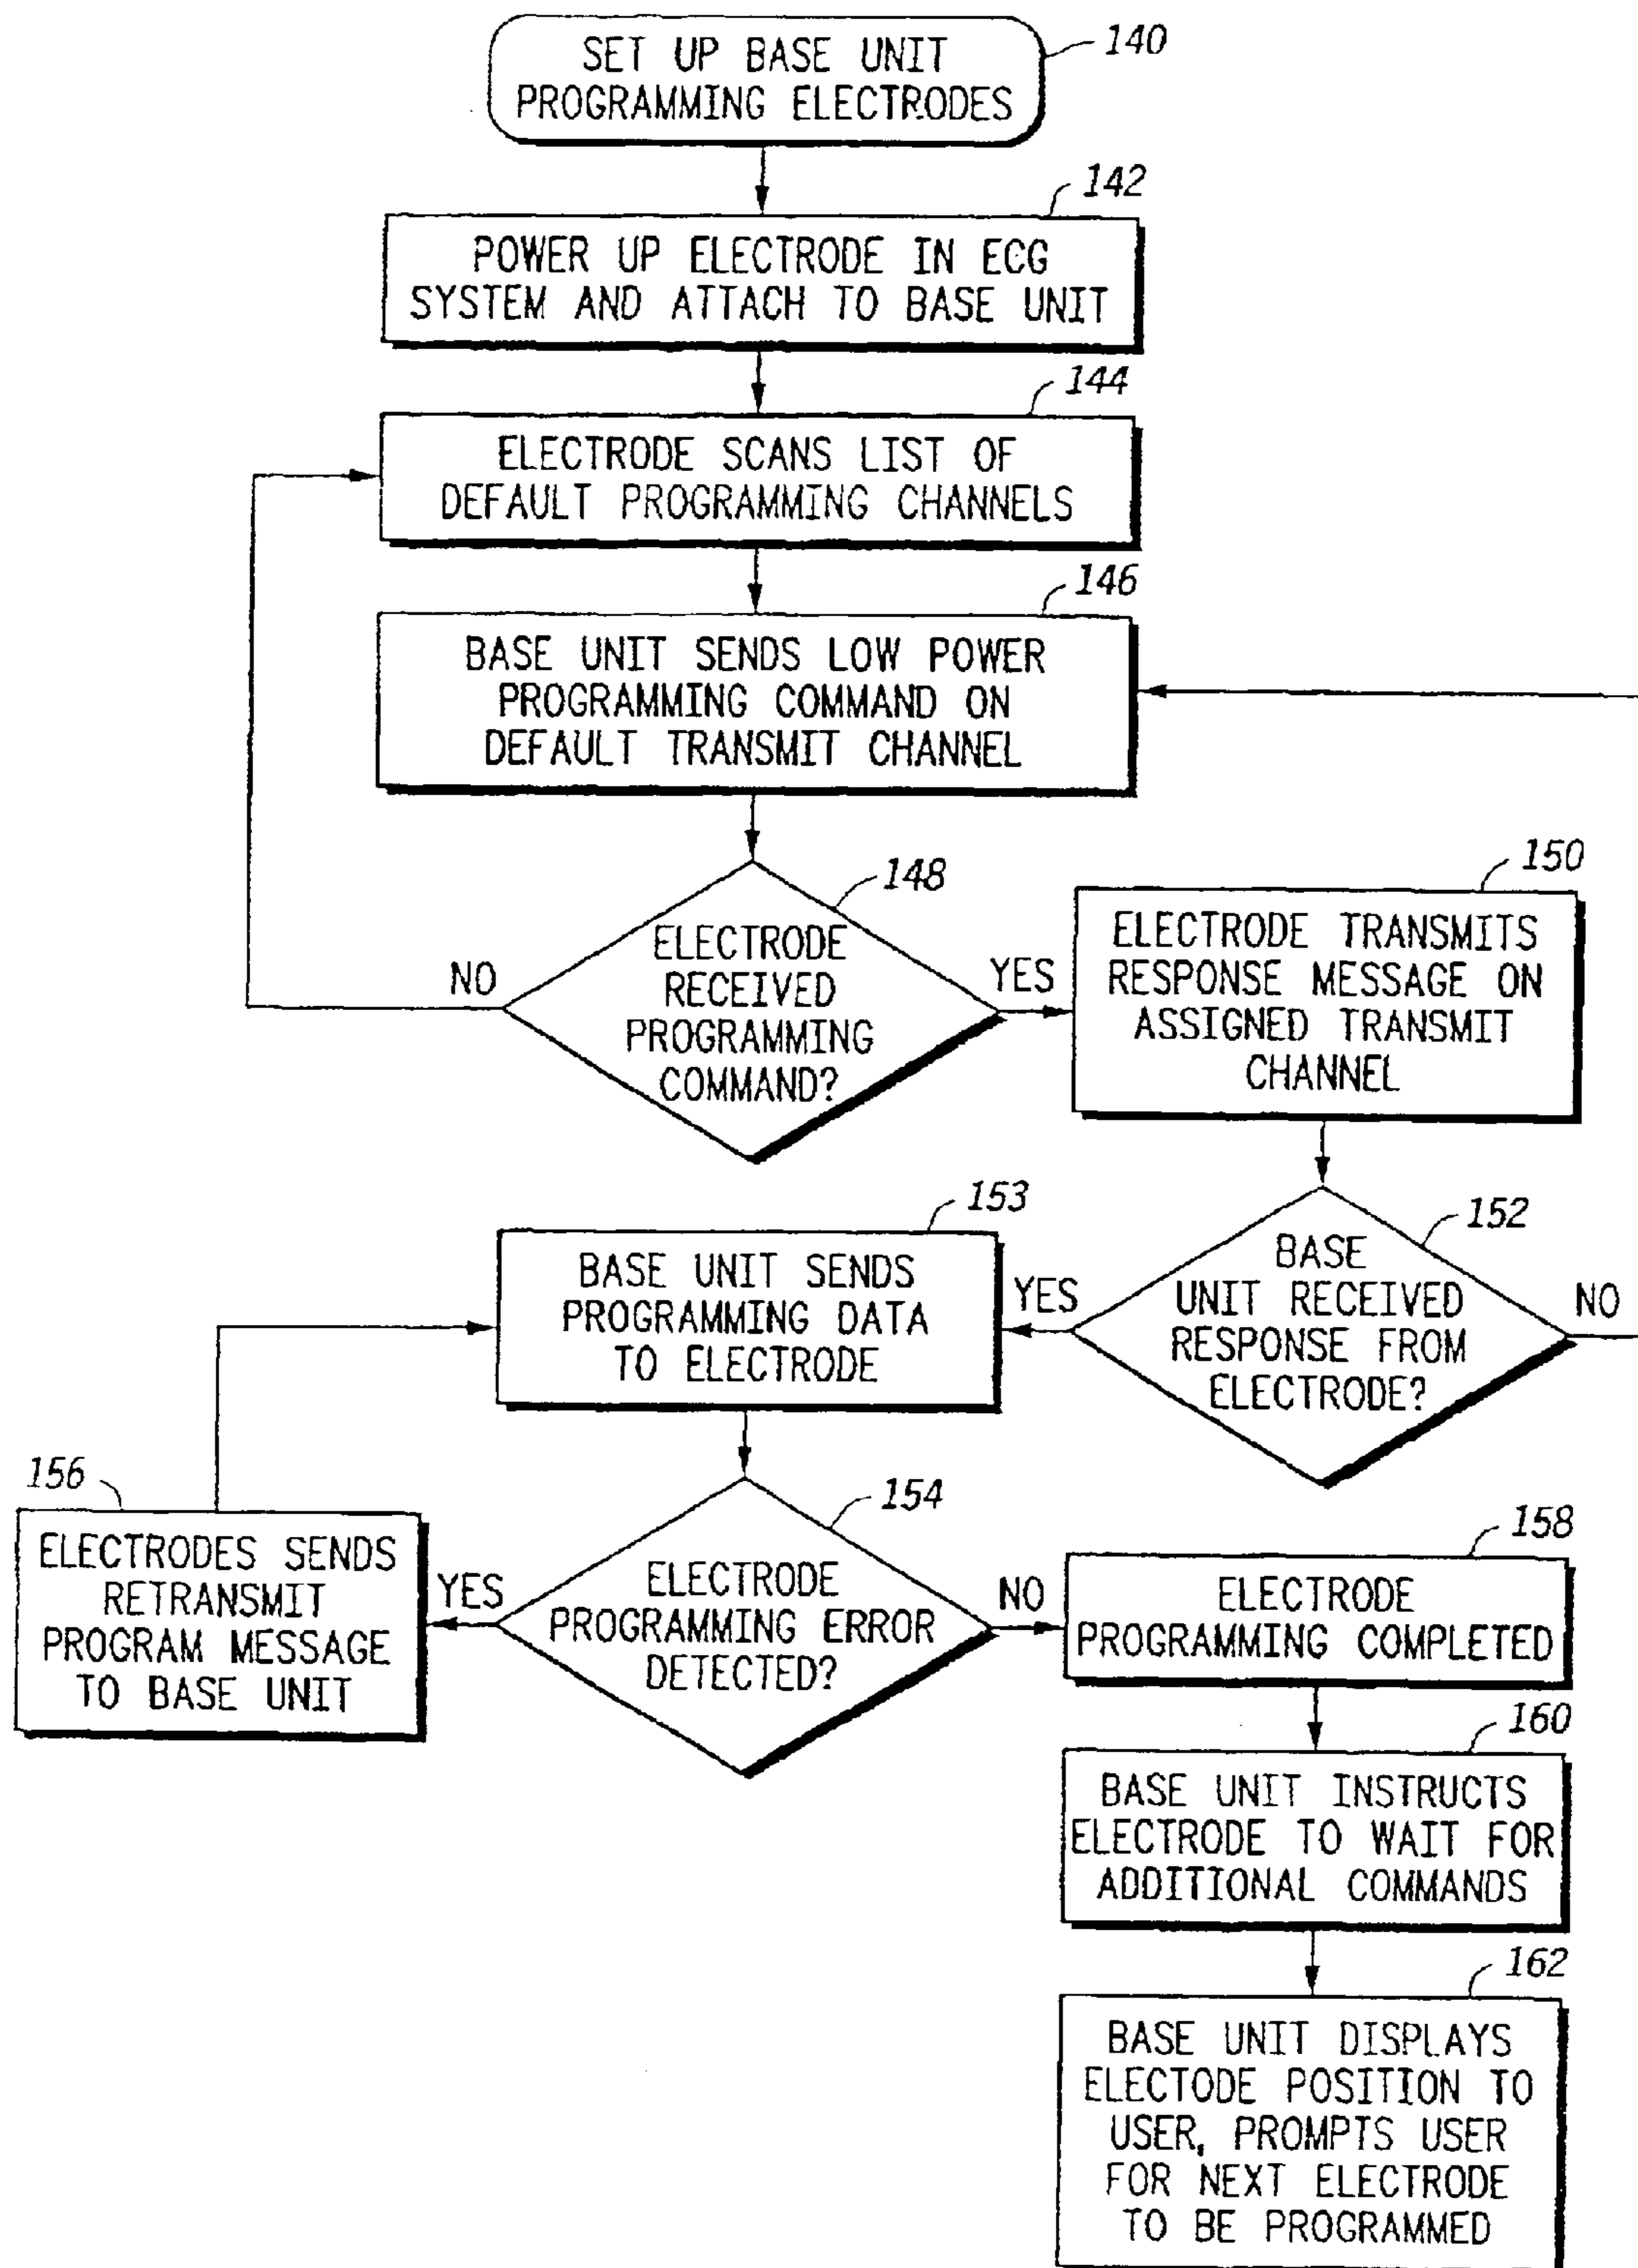 140
SET UP BASE UNIT
PROGRAMMING ELECTRODES
142
POWER UP ELECTRODE IN ECG
SYSTEM AND ATTACH TO BASE UNIT
144
ELECTRODE SCANS LIST OF
DEFAULT PROGRAMMING CHANNELS
146
BASE UNIT SENDS LOW POWER
PROGRAMMING COMMAND ON
DEFAULT TRANSMIT CHANNEL
148
ELECTRODE
RECEIVED
PROGRAMMING
COMMAND?
NO
YES
150
ELECTRODE TRANSMITS
RESPONSE MESSAGE ON
ASSIGNED TRANSMIT
CHANNEL
152
BASE
UNIT RECEIVED
RESPONSE FROM
ELECTRODE?
YES
NO
153
BASE UNIT SENDS
PROGRAMMING DATA
TO ELECTRODE
154
ELECTRODE
PROGRAMMING ERROR
DETECTED?
YES
NO
156
ELECTRODES SENDS
RETRANSMIT
PROGRAM MESSAGE
TO BASE UNIT
158
ELECTRODE
PROGRAMMING COMPLETED
160
BASE UNIT INSTRUCTS
ELECTRODE TO WAIT FOR
ADDITIONAL COMMANDS
162
BASE UNIT DISPLAYS
ELECTODE POSITION TO
USER, PROMPTS USER
FOR NEXT ELECTRODE
TO BE PROGRAMMED